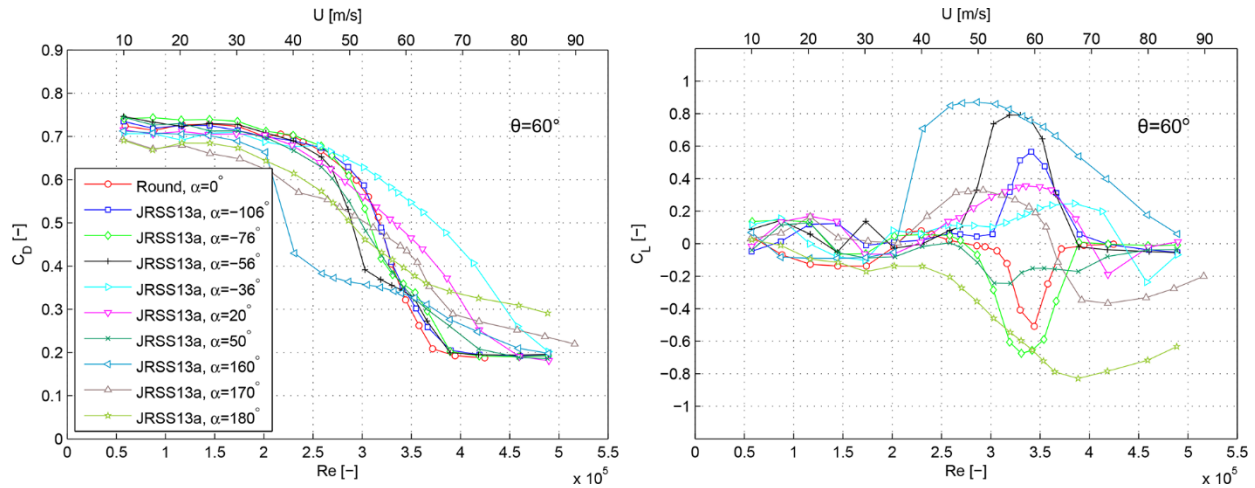 U [m/s]
10 20 30 40 50 60 70 80 90
0.9
0.8
0.7
0.6
0.5
0.4
0.3
0.2
0.1
0
C_D [−]
θ=60°
Round, α=0°
JRSS13a, α=−106°
JRSS13a, α=−76°
JRSS13a, α=−56°
JRSS13a, α=−36°
JRSS13a, α=20°
JRSS13a, α=50°
JRSS13a, α=160°
JRSS13a, α=170°
JRSS13a, α=180°
0 0.5 1 1.5 2 2.5 3 3.5 4 4.5 5 5.5
Re [−]
x 10⁵
U [m/s]
10 20 30 40 50 60 70 80 90
1
0.8
0.6
0.4
0.2
0
−0.2
−0.4
−0.6
−0.8
−1
C_L [−]
θ=60°
0 0.5 1 1.5 2 2.5 3 3.5 4 4.5 5 5.5
Re [−]
x 10⁵